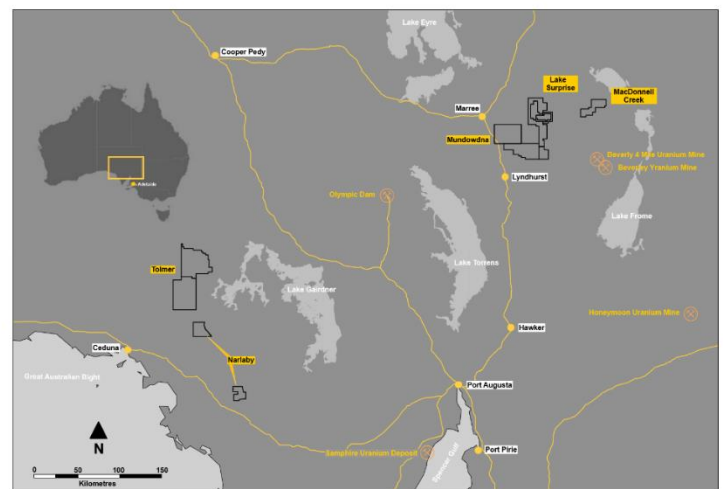 Lake Eyre
Cooper Pedy
Lake
Surprise
MacDonnell
Creek
Marree
Mundowdna
Beverly 4 Mile Uranium Mine
Beverley Yranium Mine
Lyndhurst
Adelaide
Olympic Dam
Lake Frome
Lake Torrens
Tolmer
Lake Gairdner
Honeymoon Uranium Mine
Hawker
Ceduna
Narlaby
Great Australian Bight
Port Augusta
N
Samphire Uranium Deposit
Spencer Gulf
Port Pirie
0 50 100 150
Kilometres